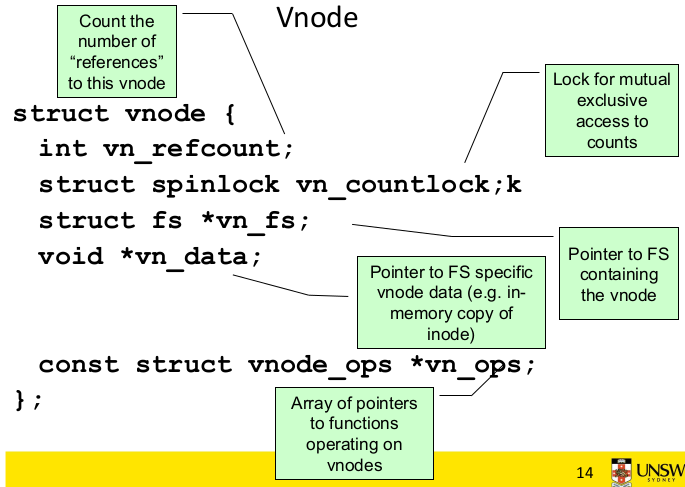 Vnode
Count the
number of
“references”
to this vnode
Lock for mutual
exclusive
access to
counts
struct vnode {
int vn_refcount;
struct spinlock vn_countlock;k
struct fs *vn_fs;
void *vn_data;
Pointer to FS
containing
the vnode
Pointer to FS specific
vnode data (e.g. in-
memory copy of
inode)
const struct vnode_ops *vn_ops;
};
Array of pointers
to functions
operating on
vnodes
14
UNSW
SYDNEY